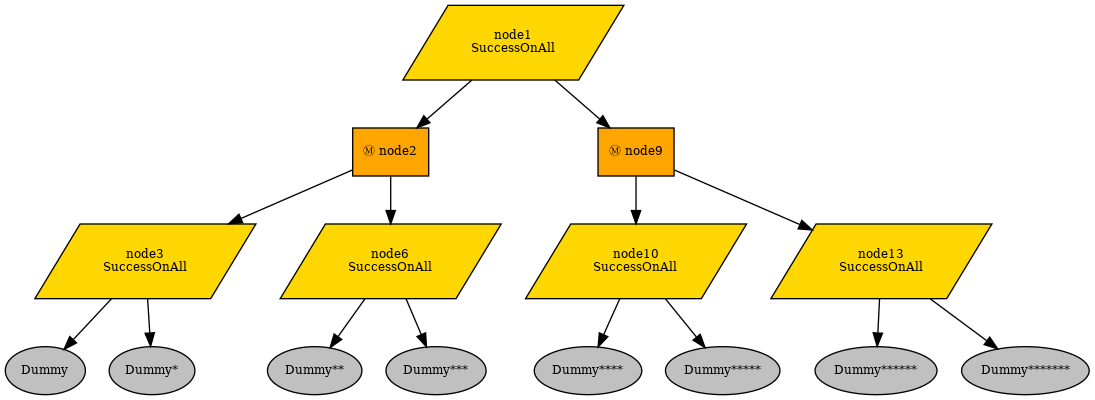 node1
SuccessOnAll
Ⓜ node2
Ⓜ node9
node3
SuccessOnAll
node6
SuccessOnAll
node10
SuccessOnAll
node13
SuccessOnAll
Dummy
Dummy*
Dummy**
Dummy***
Dummy****
Dummy*****
Dummy******
Dummy*******